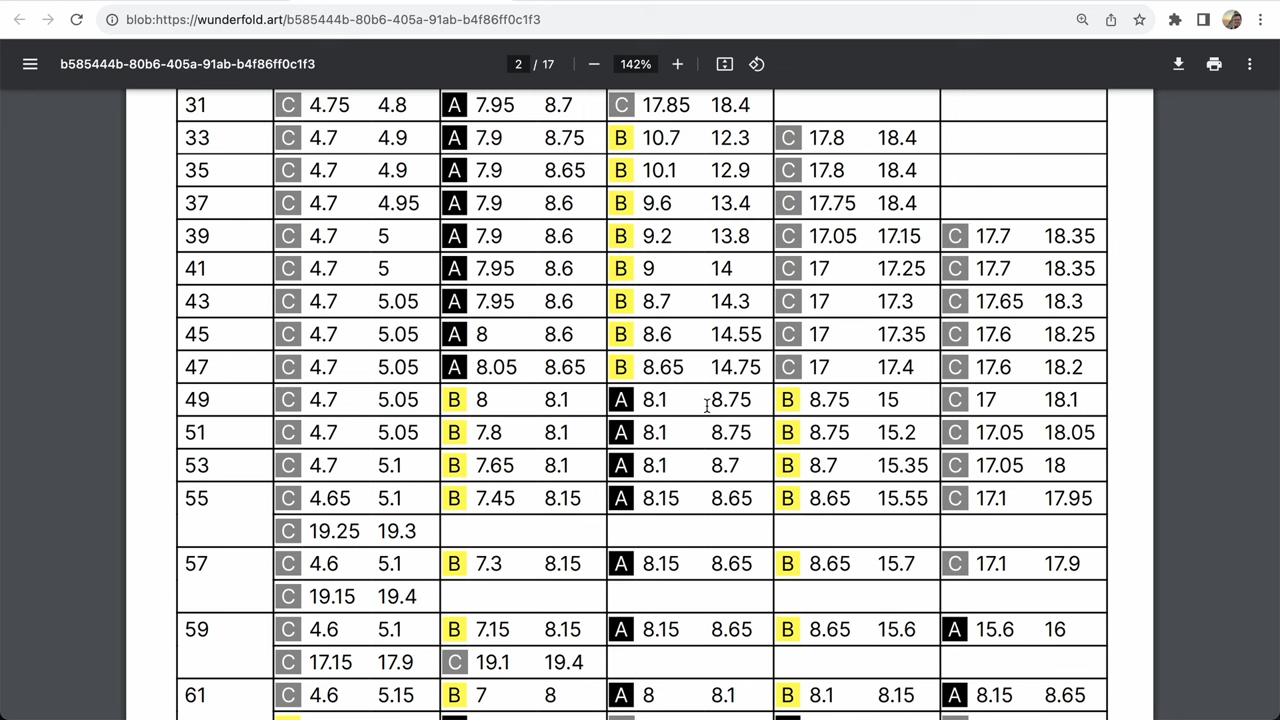 blob:https://wunderfold.art/b585444b-80b6-405a-91ab-b4f86ff0c1f3
b585444b-80b6-405a-91ab-b4f86ff0c1f3 2 / 17 142%
31 C 4.75 4.8 A 7.95 8.7 C 17.85 18.4
33 C 4.7 4.9 A 7.9 8.75 B 10.7 12.3 C 17.8 18.4
35 C 4.7 4.9 A 7.9 8.65 B 10.1 12.9 C 17.8 18.4
37 C 4.7 4.95 A 7.9 8.6 B 9.6 13.4 C 17.75 18.4
39 C 4.7 5 A 7.9 8.6 B 9.2 13.8 C 17.05 17.15 C 17.7 18.35
41 C 4.7 5 A 7.95 8.6 B 9 14 C 17 17.25 C 17.7 18.35
43 C 4.7 5.05 A 7.95 8.6 B 8.7 14.3 C 17 17.3 C 17.65 18.3
45 C 4.7 5.05 A 8 8.6 B 8.6 14.55 C 17 17.35 C 17.6 18.25
47 C 4.7 5.05 A 8.05 8.65 B 8.65 14.75 C 17 17.4 C 17.6 18.2
49 C 4.7 5.05 B 8 8.1 A 8.1 8.75 B 8.75 15 C 17 18.1
51 C 4.7 5.05 B 7.8 8.1 A 8.1 8.75 B 8.75 15.2 C 17.05 18.05
53 C 4.7 5.1 B 7.65 8.1 A 8.1 8.7 B 8.7 15.35 C 17.05 18
55 C 4.65 5.1 B 7.45 8.15 A 8.15 8.65 B 8.65 15.55 C 17.1 17.95
C 19.25 19.3
57 C 4.6 5.1 B 7.3 8.15 A 8.15 8.65 B 8.65 15.7 C 17.1 17.9
C 19.15 19.4
59 C 4.6 5.1 B 7.15 8.15 A 8.15 8.65 B 8.65 15.6 A 15.6 16
C 17.15 17.9 C 19.1 19.4
61 C 4.6 5.15 B 7 8 A 8 8.1 B 8.1 8.15 A 8.15 8.65